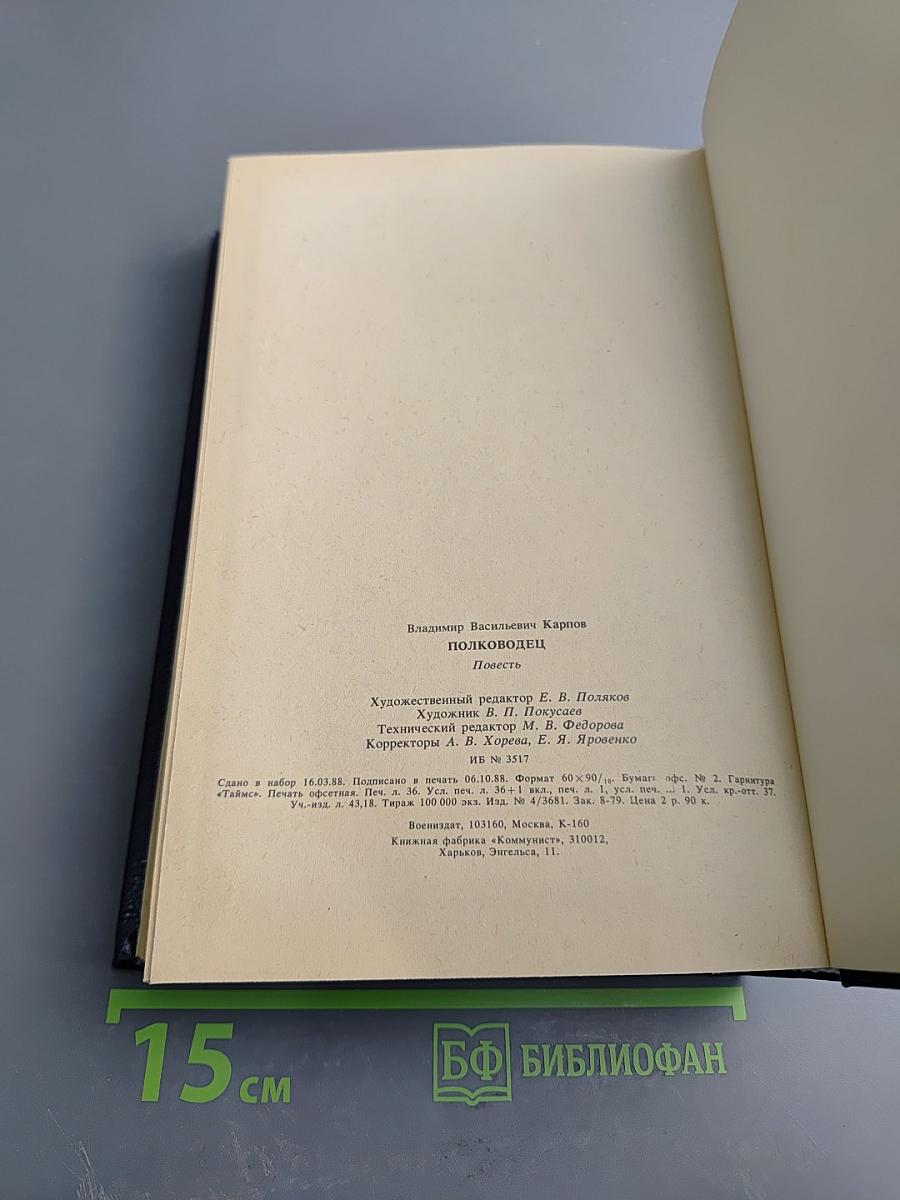 Владимир Васильевич Карпов
ПОЛКОВОДЕЦ
Повесть
Художественный редактор Е. В. Поляков
Художник В. П. Покусаев
Технический редактор М. В. Федорова
Корректоры А. В. Хорева, Е. Я. Яровенко
ИБ № 3517
Сдано в набор 16.03.88. Подписано в печать 06.10.88. Формат 60×90/16. Бумага офс. № 2. Гарнитура
«Таймс». Печать офсетная. Печ. л. 36. Усл. печ. л. 36+1 вкл., печ. л. 1, усл. печ. 1. Усл. кр.-отт. 37.
Уч.-изд. л. 43,18. Тираж 100 000 экз. Изд. № 4/3681. Зак. 8-79. Цена 2 р. 90 к.
Воениздат, 103160, Москва, К-160
Книжная фабрика «Коммунист», 310012,
Харьков, Энгельса, 11.
15 см
БФ БИБЛИОФАН